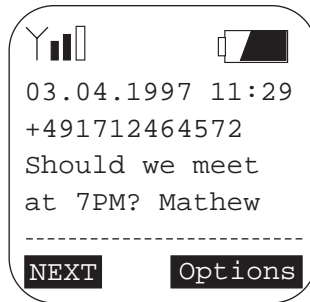 03.04.1997 11:29
+491712464572
Should we meet
at 7PM? Mathew
NEXT Options